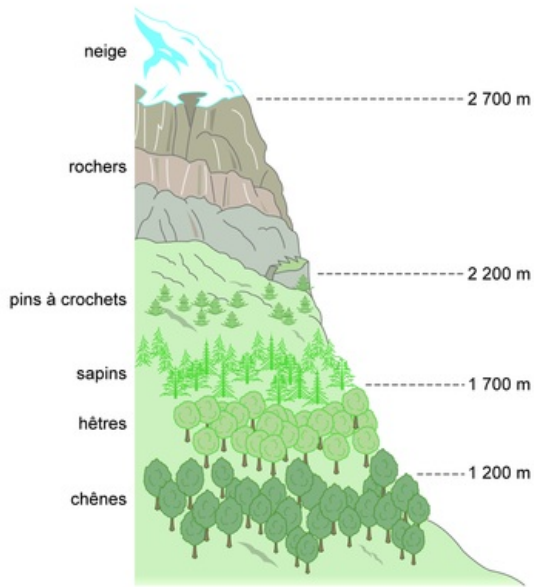 neige
2 700 m
rochers
2 200 m
pins à crochets
sapins
1 700 m
hêtres
1 200 m
chênes